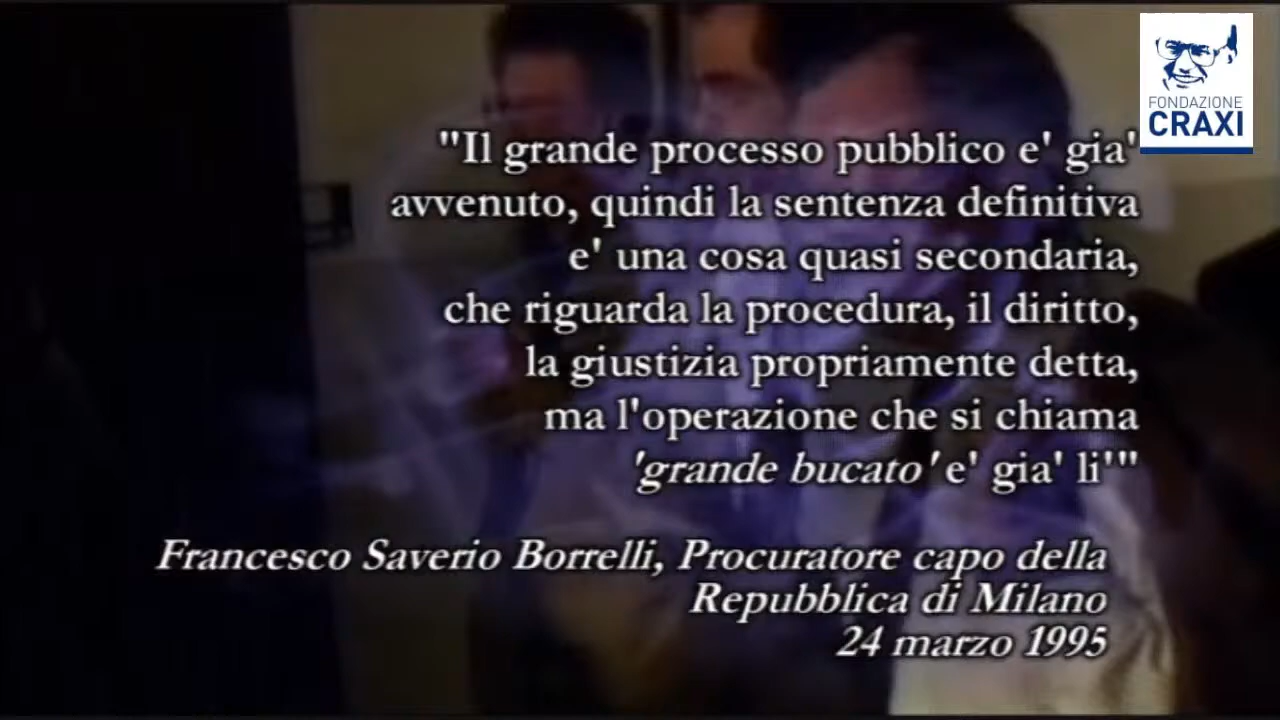 FONDAZIONE
CRAXI
"Il grande processo pubblico e' gia'
avvenuto, quindi la sentenza definitiva
e' una cosa quasi secondaria,
che riguarda la procedura, il diritto,
la giustizia propriamente detta,
ma l'operazione che si chiama
'grande bucato' e' gia' li'"
Francesco Saverio Borrelli, Procuratore capo della
Repubblica di Milano
24 marzo 1995